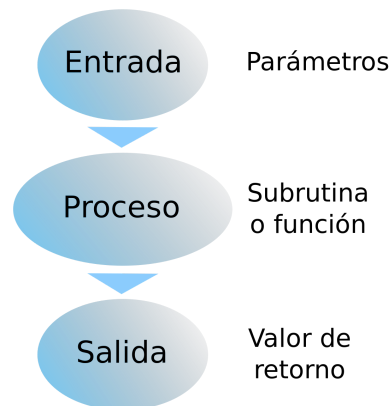 Entrada
Parámetros
Proceso
Subrutina
o función
Salida
Valor de
retorno